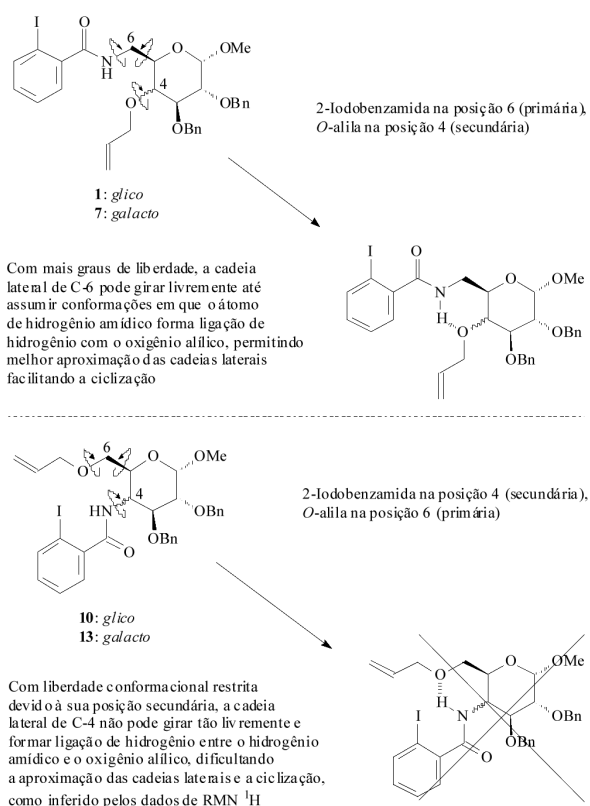 I
O
6
N
H
O
OMe
4
O
OBn
OBn
1: glico
7: galacto
2-Iodobenzamida na posição 6 (primária),
O-alila na posição 4 (secundária)
Com mais graus de liberdade, a cadeia
lateral de C-6 pode girar livremente até
assumir conformações em que o átomo
de hidrogênio amídico forma ligação de
hidrogênio com o oxigênio alílico, permitindo
melhor aproximação das cadeias laterais
facilitando a ciclização
I
O
N
H
O
OMe
O
OBn
OBn
6
O
O
OMe
4
HN
OBn
OBn
I
O
10: glico
13: galacto
2-Iodobenzamida na posição 4 (secundária),
O-alila na posição 6 (primária)
Com liberdade conformacional restrita
devido à sua posição secundária, a cadeia
lateral de C-4 não pode girar tão livremente e
formar ligação de hidrogênio entre o hidrogênio
amídico e o oxigênio alílico, dificultando
a aproximação das cadeias laterais e a ciclização,
como inferido pelos dados de RMN ¹H
O
O
OMe
H
N
OBn
OBn
I
O